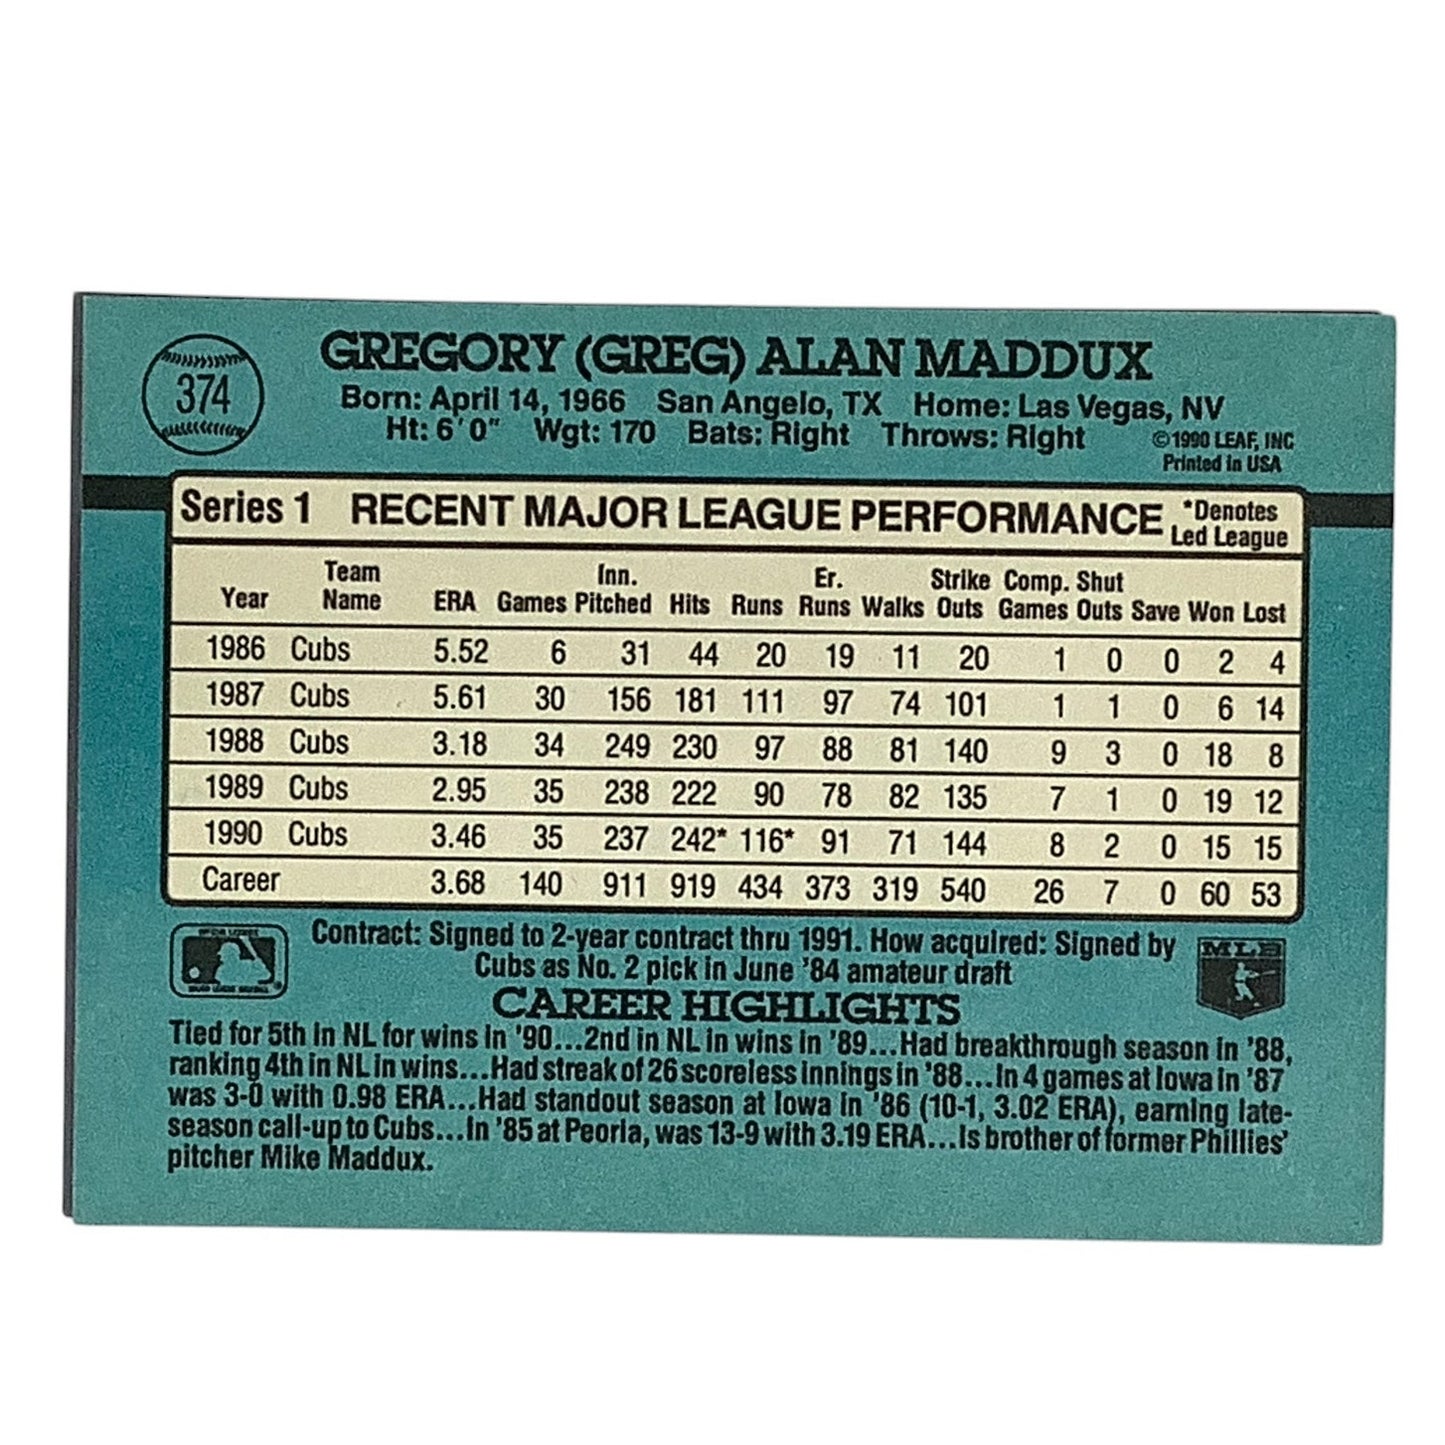 374
GREGORY (GREG) ALAN MADDUX
Born: April 14, 1966 San Angelo, TX Home: Las Vegas, NV
Ht: 6'0" Wgt: 170 Bats: Right Throws: Right
©1990 LEAF, INC
Printed in USA
Series 1 RECENT MAJOR LEAGUE PERFORMANCE *Denotes Led League
Year Team Name ERA Games Inn. Pitched Hits Runs Er. Runs Walks Strike Outs Comp. Games Shut Outs Save Won Lost
1986 Cubs 5.52 6 31 44 20 19 11 20 1 0 0 2 4
1987 Cubs 5.61 30 156 181 111 97 74 101 1 1 0 6 14
1988 Cubs 3.18 34 249 230 97 88 81 140 9 3 0 18 8
1989 Cubs 2.95 35 238 222 90 78 82 135 7 1 0 19 12
1990 Cubs 3.46 35 237 242* 116* 91 71 144 8 2 0 15 15
Career 3.68 140 911 919 434 373 319 540 26 7 0 60 53
Contract: Signed to 2-year contract thru 1991. How acquired: Signed by
Cubs as No. 2 pick in June '84 amateur draft
MLB
CAREER HIGHLIGHTS
Tied for 5th in NL for wins in '90...2nd in NL in wins in '89...Had breakthrough season in '88,
ranking 4th in NL in wins...Had streak of 26 scoreless innings in '88...In 4 games at Iowa in '87
was 3-0 with 0.98 ERA...Had standout season at Iowa in '86 (10-1, 3.02 ERA), earning late-
season call-up to Cubs...In '85 at Peoria, was 13-9 with 3.19 ERA...Is brother of former Phillies'
pitcher Mike Maddux.